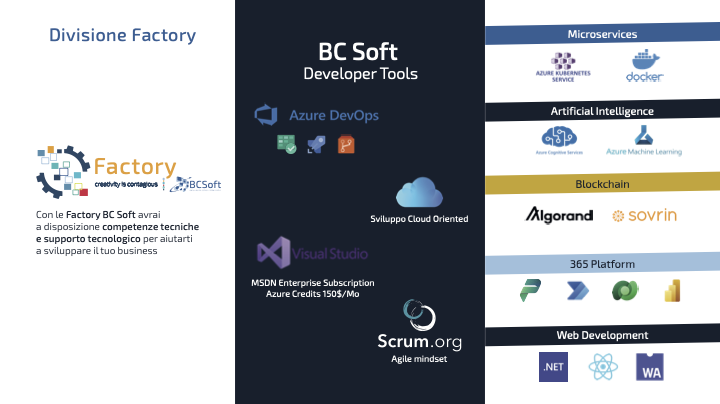 Divisione Factory
Factory
creativity is contagious
BCSoft
Con le Factory BC Soft avrai
a disposizione competenze tecniche
e supporto tecnologico per aiutarti
a sviluppare il tuo business
BC Soft
Developer Tools
Azure DevOps
Sviluppo Cloud Oriented
Visual Studio
MSDN Enterprise Subscription
Azure Credits 150$/Mo
Scrum.org
Agile mindset
Microservices
AZURE KUBERNETES
SERVICE
docker
Artificial Intelligence
Azure Cognitive Services
Azure Machine Learning
Blockchain
Algorand
sovrin
365 Platform
Web Development
.NET
WA